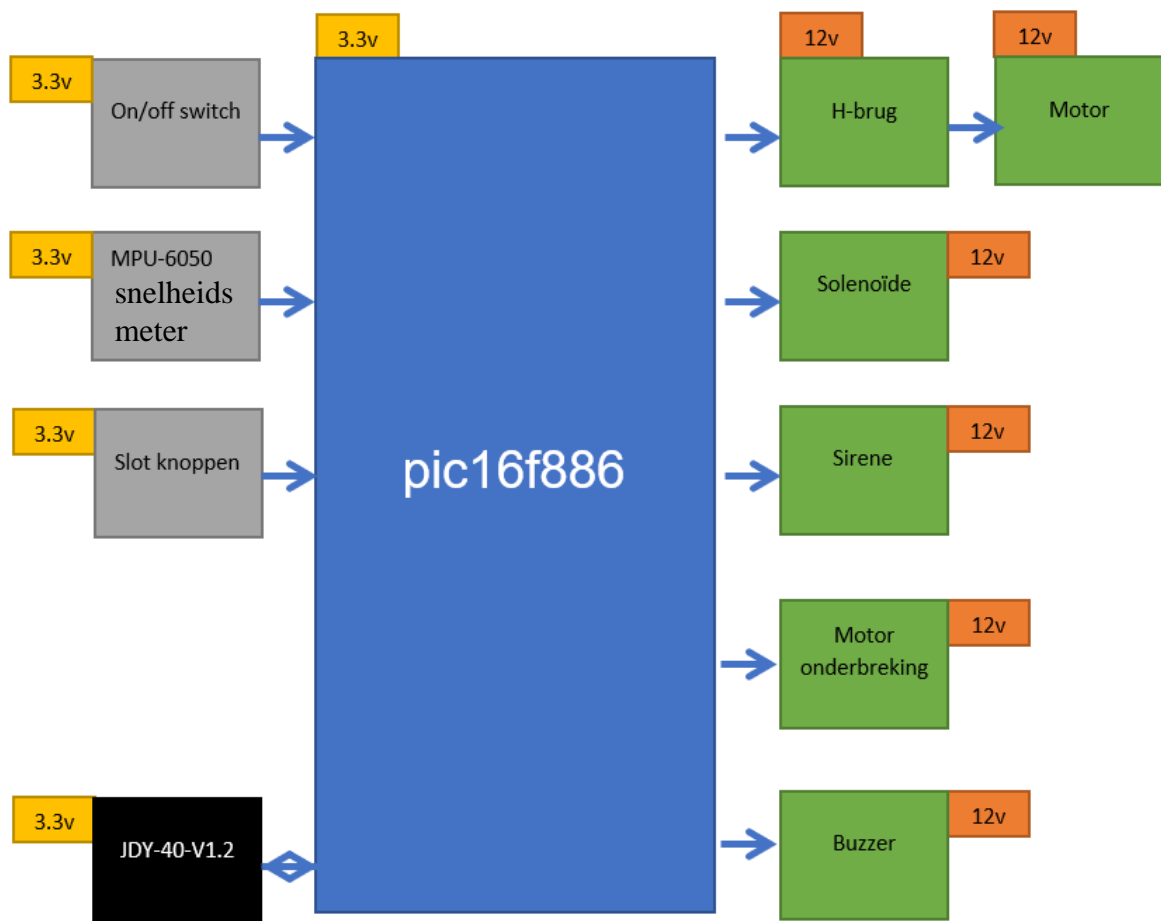 3.3v
12v
12v
3.3v
On/off switch
H-brug
Motor
3.3v
MPU-6050
snelheids
meter
12v
Solenoïde
3.3v
Slot knoppen
pic16f886
12v
Sirene
12v
Motor
onderbreking
3.3v
JDY-40-V1.2
12v
Buzzer